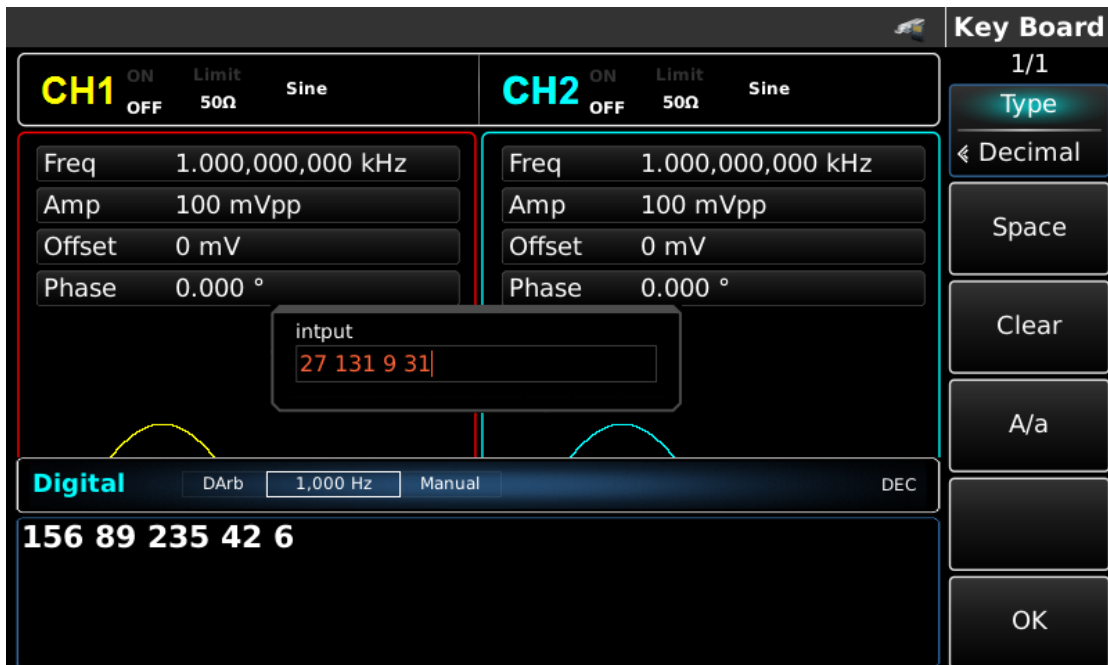 Key Board
1/1
CH1 ON OFF Limit 50Ω Sine
CH2 ON OFF Limit 50Ω Sine
Type
« Decimal
Freq 1.000,000,000 kHz
Amp 100 mVpp
Offset 0 mV
Phase 0.000 °
Freq 1.000,000,000 kHz
Amp 100 mVpp
Offset 0 mV
Phase 0.000 °
Space
Clear
A/a
OK
intput
27 131 9 31
Digital DArb 1,000 Hz Manual DEC
156 89 235 42 6